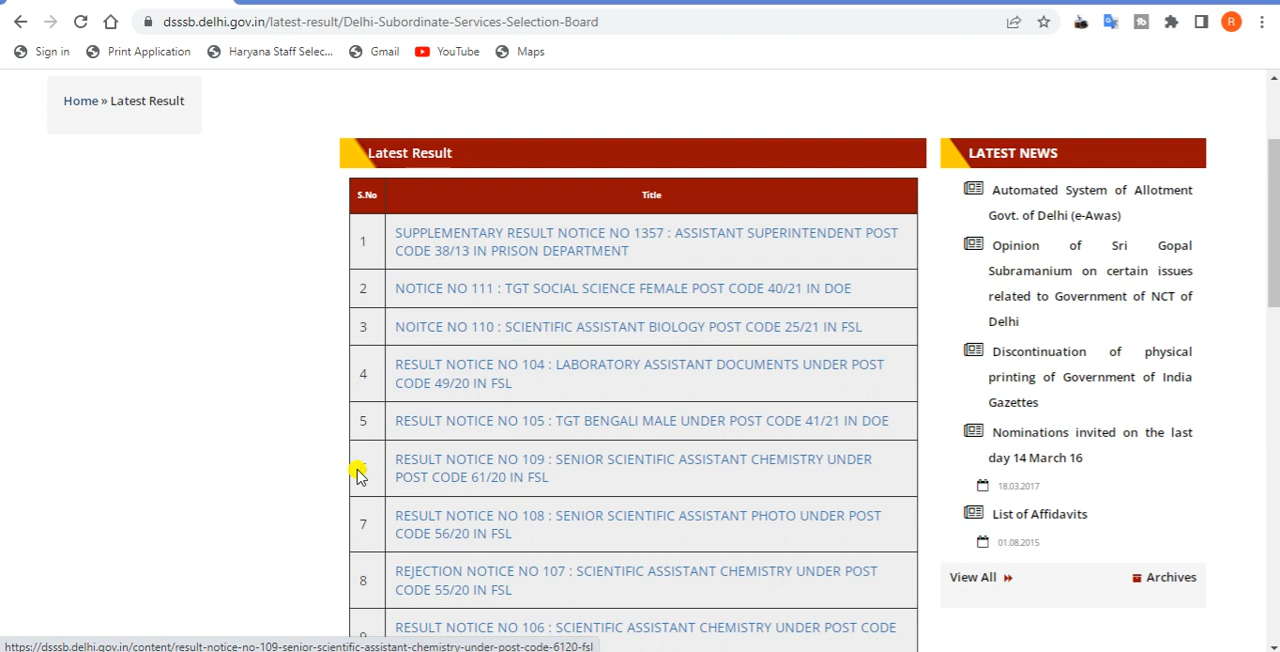 dsssb.delhi.gov.in/latest-result/Delhi-Subordinate-Services-Selection-Board
R
Sign in
Print Application
Haryana Staff Selec...
Gmail
YouTube
Maps
Home » Latest Result
Latest Result
S.No
Title
1
SUPPLEMENTARY RESULT NOTICE NO 1357 : ASSISTANT SUPERINTENDENT POST
CODE 38/13 IN PRISON DEPARTMENT
2
NOTICE NO 111 : TGT SOCIAL SCIENCE FEMALE POST CODE 40/21 IN DOE
3
NOITCE NO 110 : SCIENTIFIC ASSISTANT BIOLOGY POST CODE 25/21 IN FSL
4
RESULT NOTICE NO 104 : LABORATORY ASSISTANT DOCUMENTS UNDER POST
CODE 49/20 IN FSL
5
RESULT NOTICE NO 105 : TGT BENGALI MALE UNDER POST CODE 41/21 IN DOE
RESULT NOTICE NO 109 : SENIOR SCIENTIFIC ASSISTANT CHEMISTRY UNDER
POST CODE 61/20 IN FSL
7
RESULT NOTICE NO 108 : SENIOR SCIENTIFIC ASSISTANT PHOTO UNDER POST
CODE 56/20 IN FSL
8
REJECTION NOTICE NO 107 : SCIENTIFIC ASSISTANT CHEMISTRY UNDER POST
CODE 55/20 IN FSL
9
RESULT NOTICE NO 106 : SCIENTIFIC ASSISTANT CHEMISTRY UNDER POST CODE
LATEST NEWS
Automated System of Allotment
Govt. of Delhi (e-Awas)
Opinion of Sri Gopal
Subramanium on certain issues
related to Government of NCT of
Delhi
Discontinuation of physical
printing of Government of India
Gazettes
Nominations invited on the last
day 14 March 16
18.03.2017
List of Affidavits
01.08.2015
View All
Archives
https://dsssb.delhi.gov.in/content/result-notice-no-109-senior-scientific-assistant-chemistry-under-post-code-6120-fsl